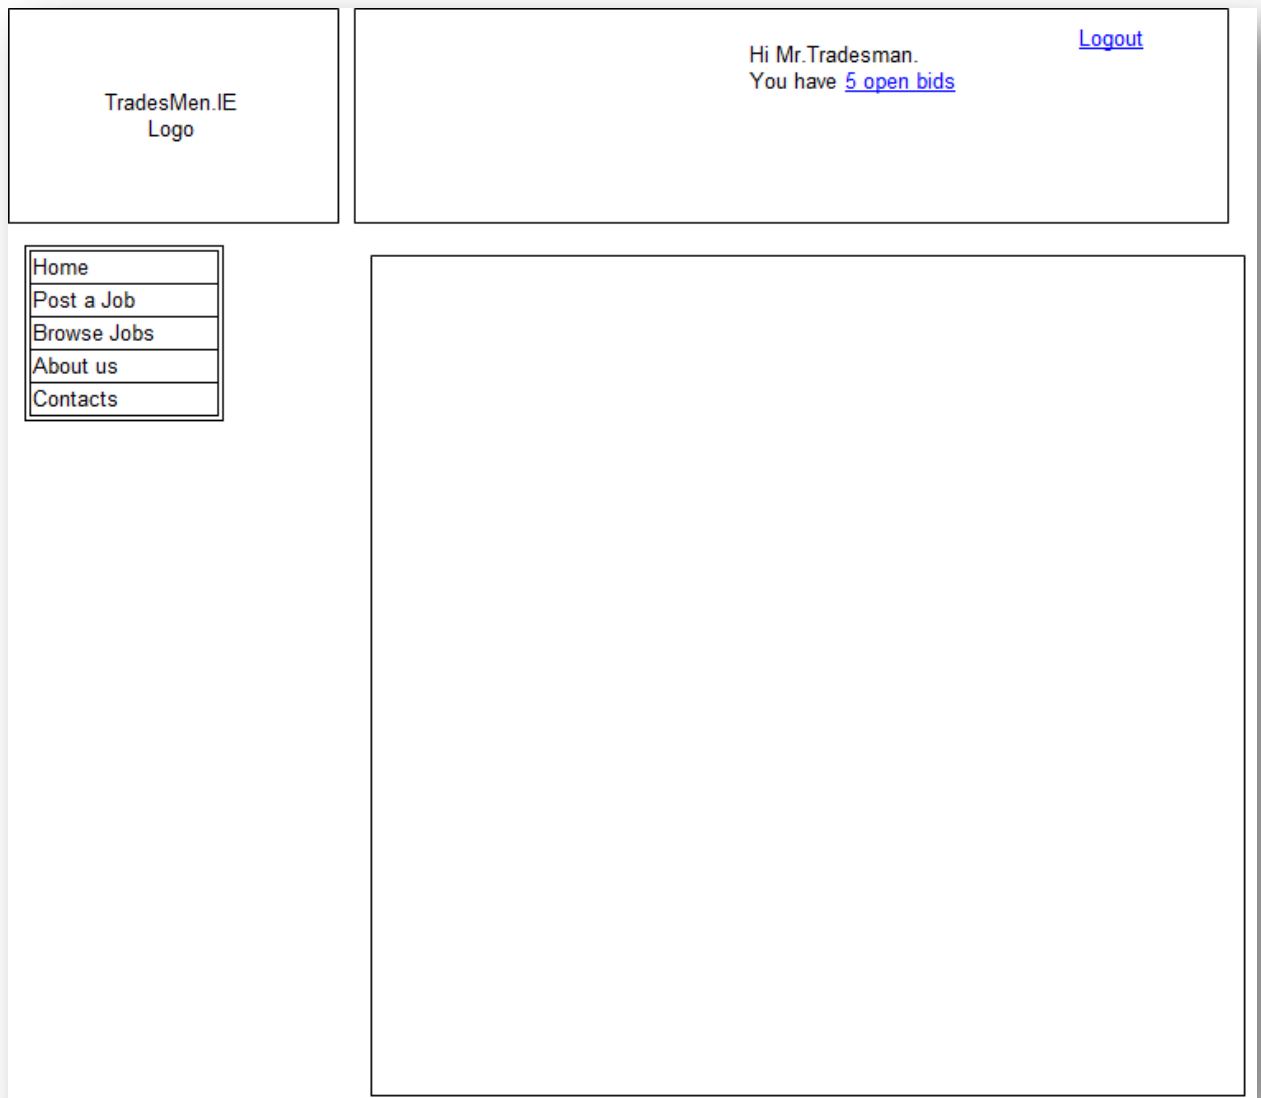 TradesMen.IE
Logo
Logout
Hi Mr.Tradesman.
You have 5 open bids
Home
Post a Job
Browse Jobs
About us
Contacts